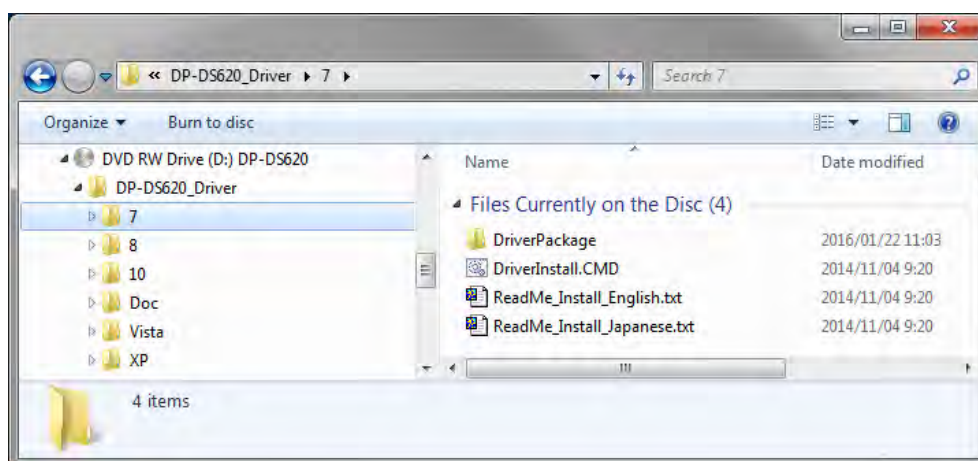 « DP-DS620_Driver ▸ 7 ▸ Search 7
Organize ▾ Burn to disc
DVD RW Drive (D:) DP-DS620
DP-DS620_Driver
7
8
10
Doc
Vista
XP
Name Date modified
Files Currently on the Disc (4)
DriverPackage 2016/01/22 11:03
DriverInstall.CMD 2014/11/04 9:20
ReadMe_Install_English.txt 2014/11/04 9:20
ReadMe_Install_Japanese.txt 2014/11/04 9:20
4 items